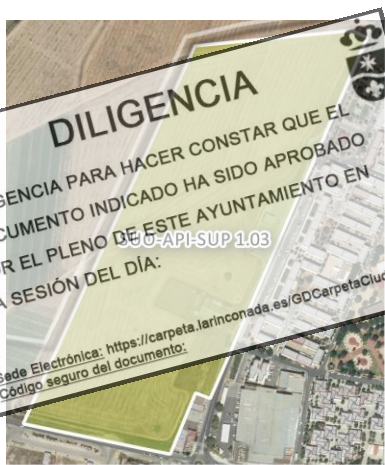 DILIGENCIA
GENCIA PARA HACER CONSTAR QUE EL
CUMENTO INDICADO HA SIDO APROBADO
R EL PLENO DE ESTE AYUNTAMIENTO EN
A SESIÓN DEL DÍA:
SUO-API-SUP 1.03
Sede Electrónica: https://carpeta.larinconada.es/GDCarpetaCiud
Código seguro del documento: